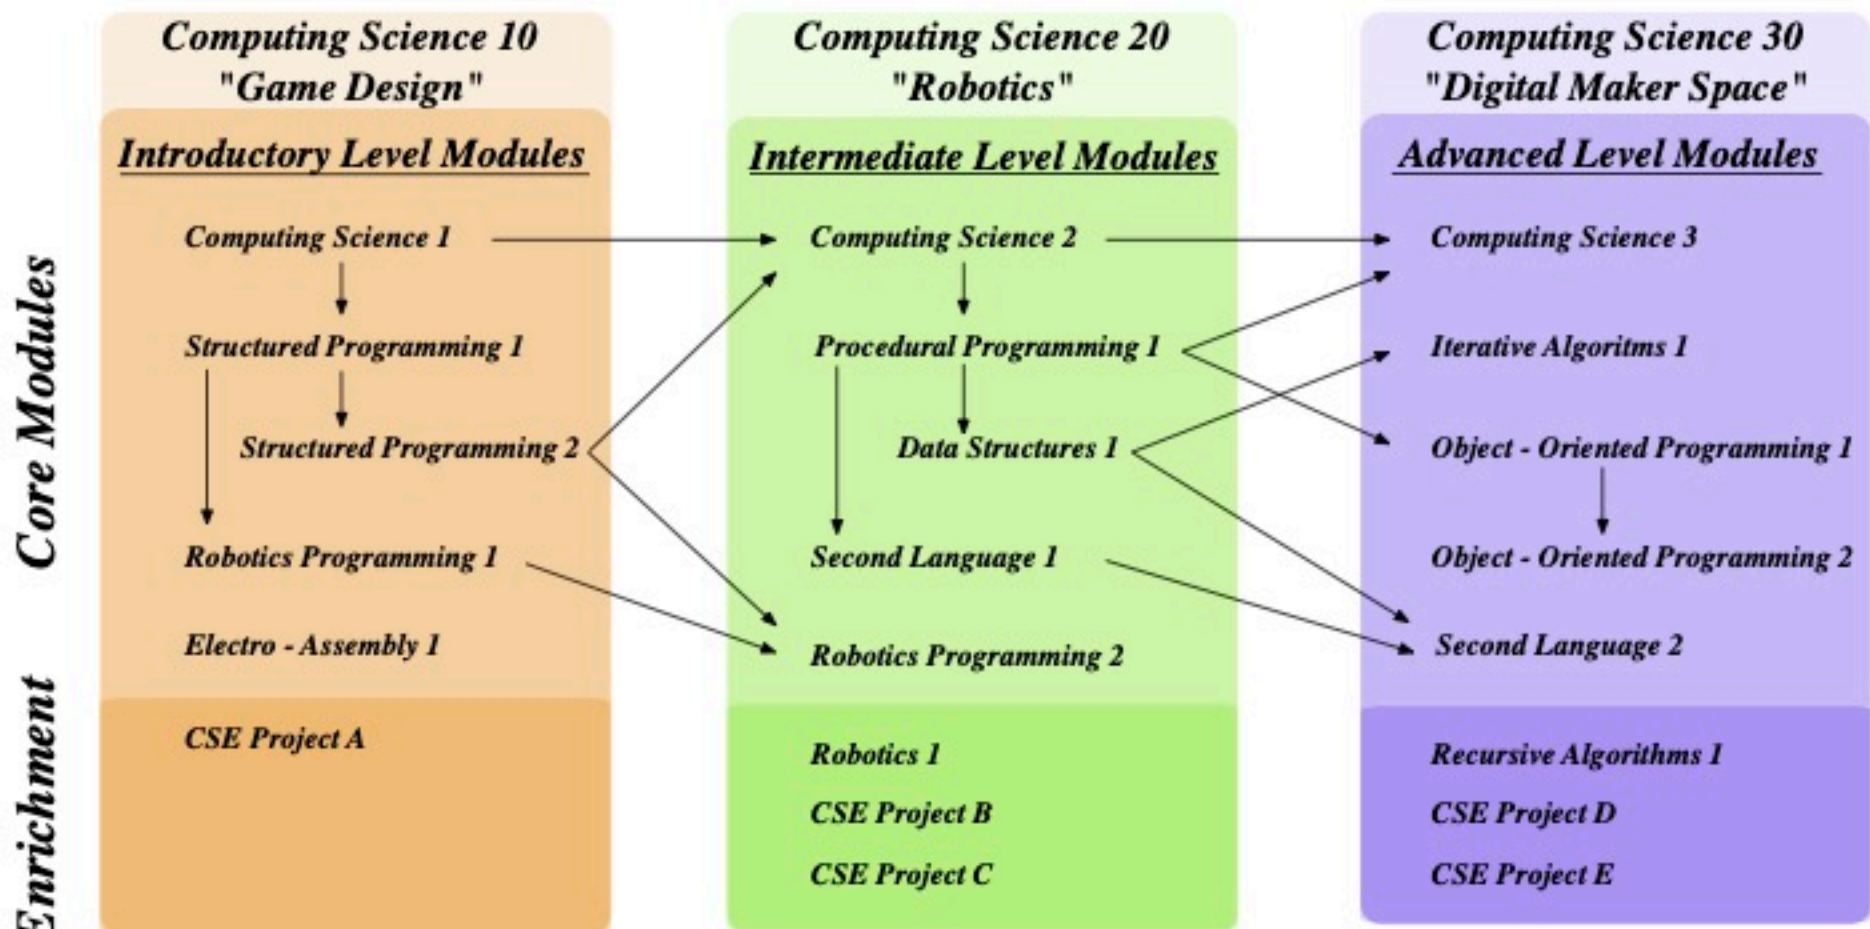 Computing Science 10
"Game Design"
Introductory Level Modules
Computing Science 1
Structured Programming 1
Structured Programming 2
Robotics Programming 1
Electro - Assembly 1
CSE Project A
Computing Science 20
"Robotics"
Intermediate Level Modules
Computing Science 2
Procedural Programming 1
Data Structures 1
Second Language 1
Robotics Programming 2
Robotics 1
CSE Project B
CSE Project C
Computing Science 30
"Digital Maker Space"
Advanced Level Modules
Computing Science 3
Iterative Algoritms 1
Object - Oriented Programming 1
Object - Oriented Programming 2
Second Language 2
Recursive Algorithms 1
CSE Project D
CSE Project E
Core Modules
Enrichment